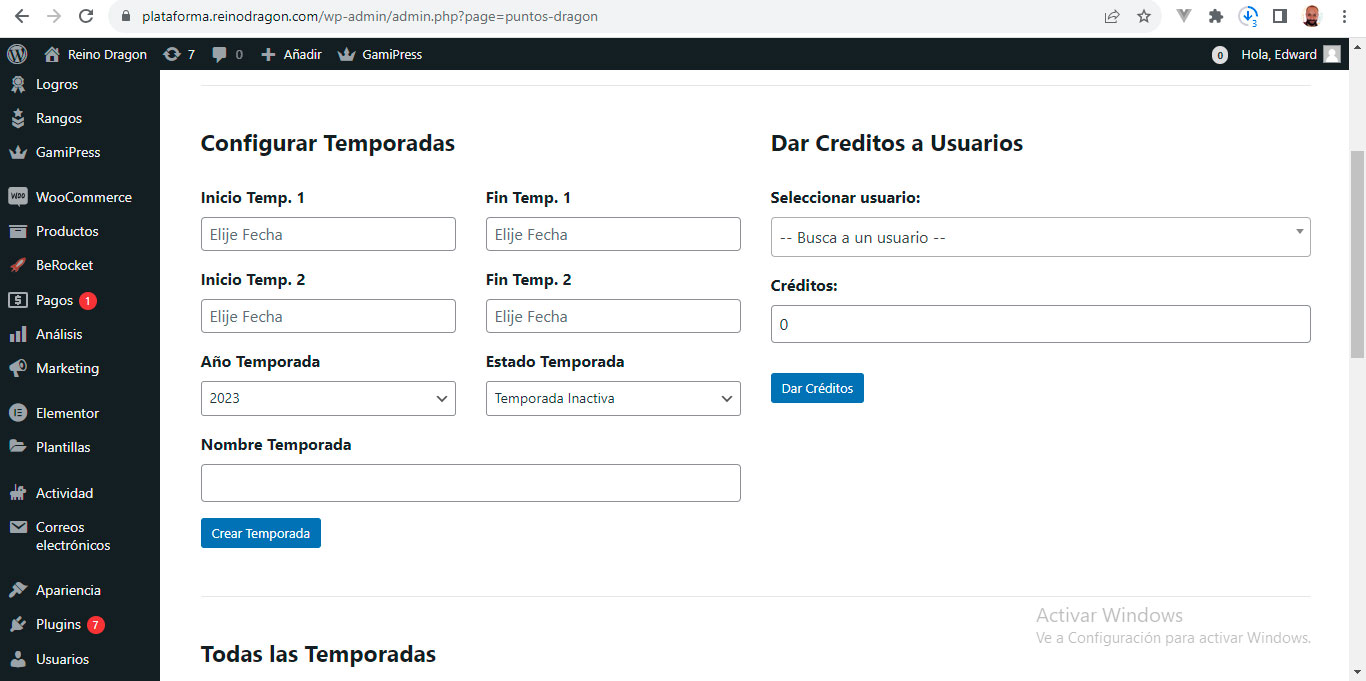 plataforma.reinodragon.com/wp-admin/admin.php?page=puntos-dragon
3
Reino Dragon
7
0
Añadir
GamiPress
0
Hola, Edward
Logros
Rangos
GamiPress
WOO
WooCommerce
Productos
BeRocket
Pagos
1
Análisis
Marketing
Elementor
Plantillas
Actividad
Correos
electrónicos
Apariencia
Plugins
7
Usuarios
Configurar Temporadas
Inicio Temp. 1
Fin Temp. 1
Elije Fecha
Elije Fecha
Inicio Temp. 2
Fin Temp. 2
Elije Fecha
Elije Fecha
Año Temporada
Estado Temporada
2023
Temporada Inactiva
Nombre Temporada
Crear Temporada
Dar Creditos a Usuarios
Seleccionar usuario:
-- Busca a un usuario --
Créditos:
0
Dar Créditos
Todas las Temporadas
Activar Windows
Ve a Configuración para activar Windows.